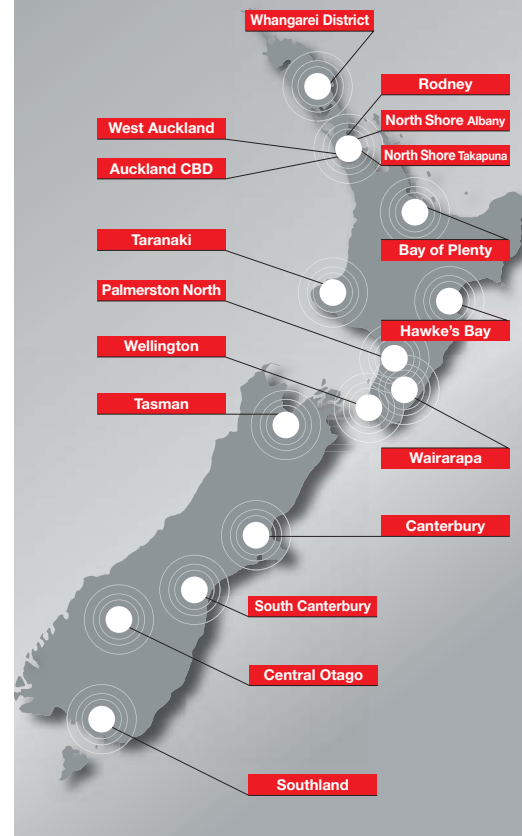 Whangarei District
Rodney
North Shore Albany
West Auckland
North Shore Takapuna
Auckland CBD
Taranaki
Bay of Plenty
Palmerston North
Hawke's Bay
Wellington
Tasman
Wairarapa
Canterbury
South Canterbury
Central Otago
Southland